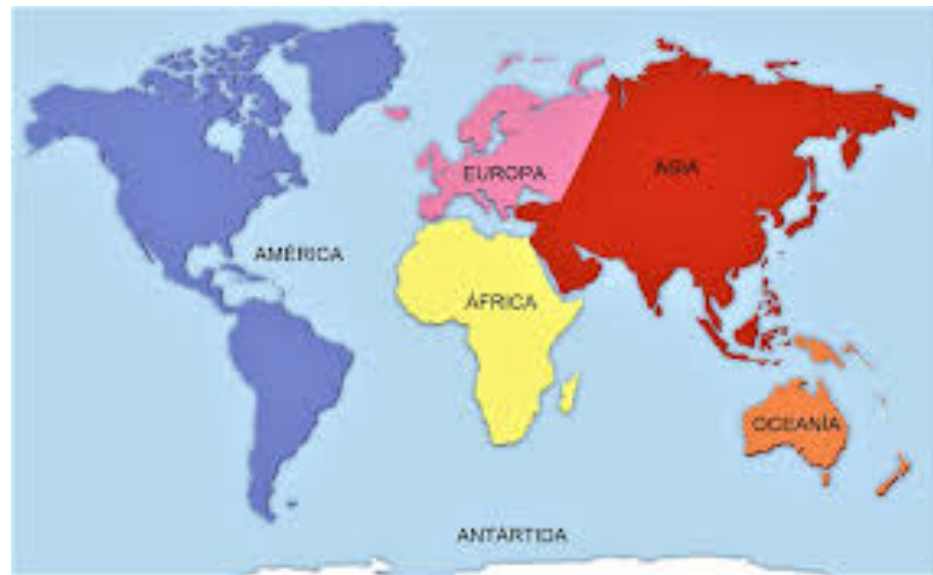 EUROPA
ASIA
AMÉRICA
ÁFRICA
OCEANÍA
ANTÁRTIDA